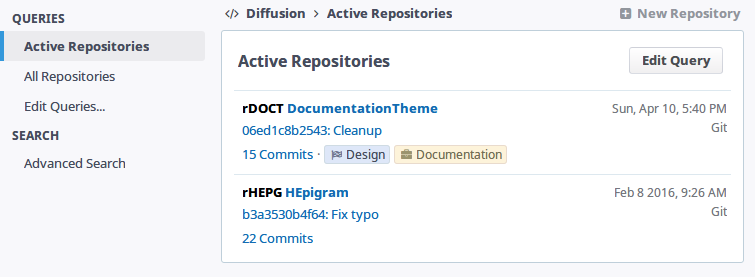 QUERIES
Active Repositories
All Repositories
Edit Queries...
SEARCH
Advanced Search
</> Diffusion > Active Repositories
New Repository
Active Repositories
Edit Query
rDOCT DocumentationTheme
Sun, Apr 10, 5:40 PM
06ed1c8b2543: Cleanup
Git
15 Commits · Design Documentation
rHEPG HEpigram
Feb 8 2016, 9:26 AM
b3a3530b4f64: Fix typo
Git
22 Commits